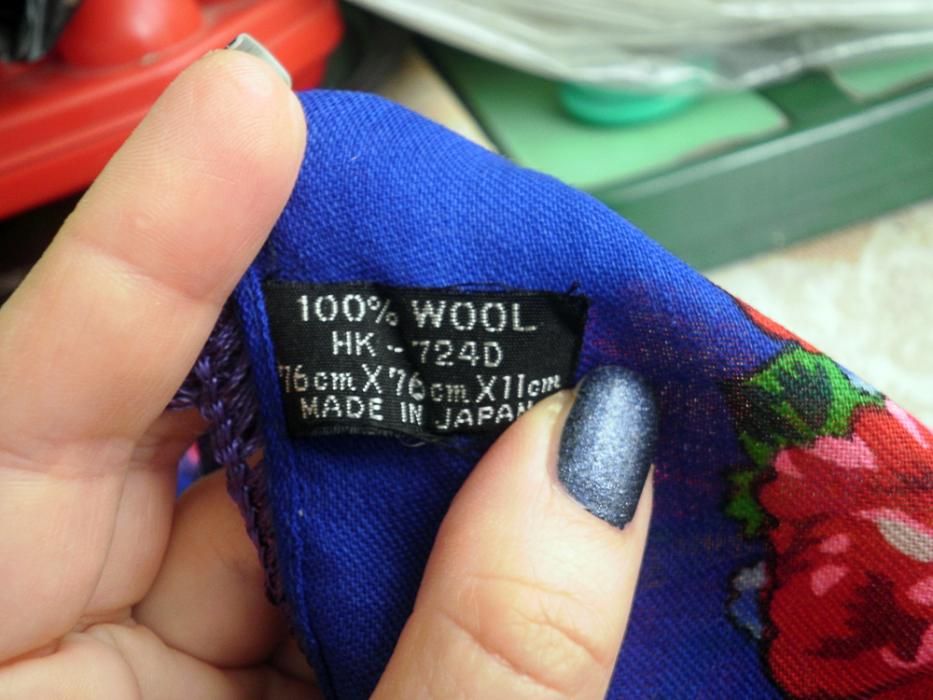 100% WOOL
HK-724D
76cm X 76cm X 11cm
MADE IN JAPAN